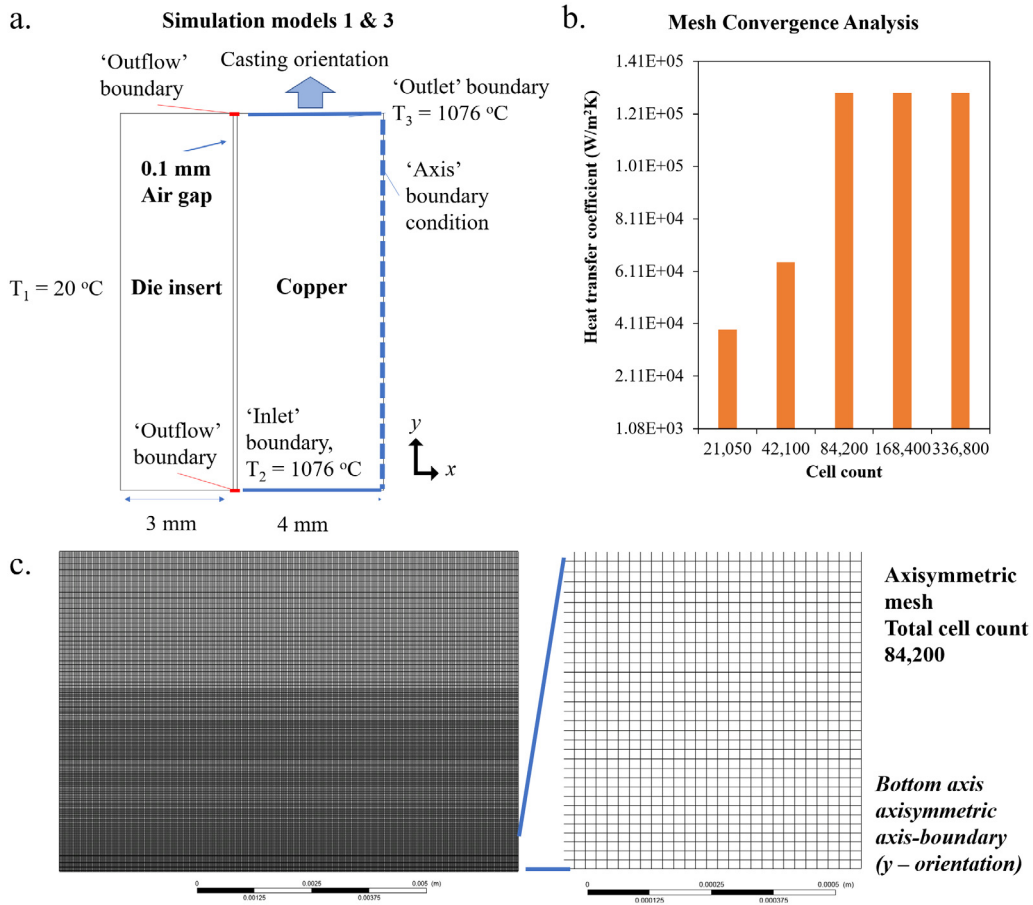 a.
Simulation models 1 & 3
‘Outflow’
boundary
Casting orientation
‘Outlet’ boundary
T3 = 1076 oC
0.1 mm
Air gap
‘Axis’
boundary
condition
T1 = 20 oC
Die insert
Copper
‘Outflow’
boundary
‘Inlet’
boundary,
T2 = 1076 oC
y
x
3 mm
4 mm
b.
Mesh Convergence Analysis
Heat transfer coefficient (W/m2K)
1.41E+05
1.21E+05
1.01E+05
8.11E+04
6.11E+04
4.11E+04
2.11E+04
1.08E+03
21,050 42,100 84,200 168,400 336,800
Cell count
c.
0 0.0025 0.005 (m)
0.00125 0.00375
0 0.00025 0.0005 (m)
0.000125 0.000375
Axisymmetric
mesh
Total cell count
84,200
Bottom axis
axisymmetric
axis-boundary
(y – orientation)